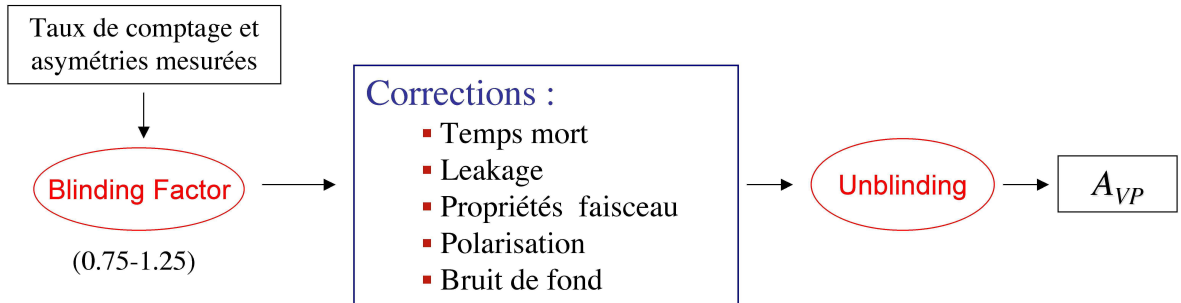 Taux de comptage et
asymétries mesurées
Blinding Factor
(0.75-1.25)
Corrections :
▪ Temps mort
▪ Leakage
▪ Propriétés faisceau
▪ Polarisation
▪ Bruit de fond
Unblinding
A_VP